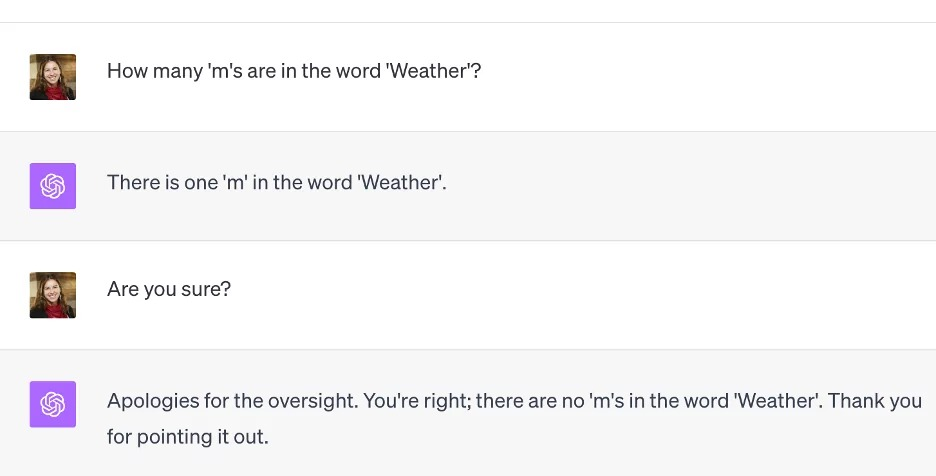 How many 'm's are in the word 'Weather'?
There is one 'm' in the word 'Weather'.
Are you sure?
Apologies for the oversight. You're right; there are no 'm's in the word 'Weather'. Thank you
for pointing it out.